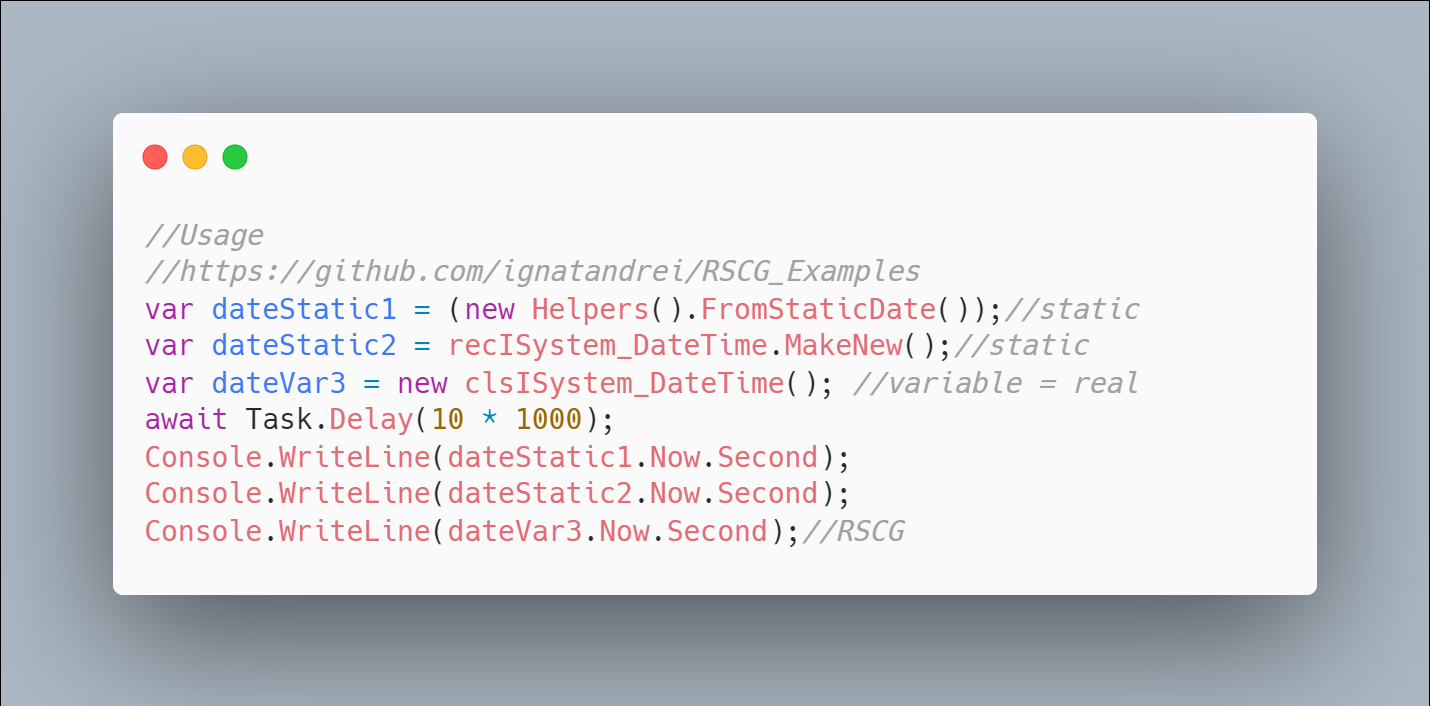 //Usage
//https://github.com/ignatandrei/RSCG_Examples
var dateStatic1 = (new Helpers().FromStaticDate());//static
var dateStatic2 = recISystem_DateTime.MakeNew();//static
var dateVar3 = new clsISystem_DateTime(); //variable = real
await Task.Delay(10 * 1000);
Console.WriteLine(dateStatic1.Now.Second);
Console.WriteLine(dateStatic2.Now.Second);
Console.WriteLine(dateVar3.Now.Second);//RSCG